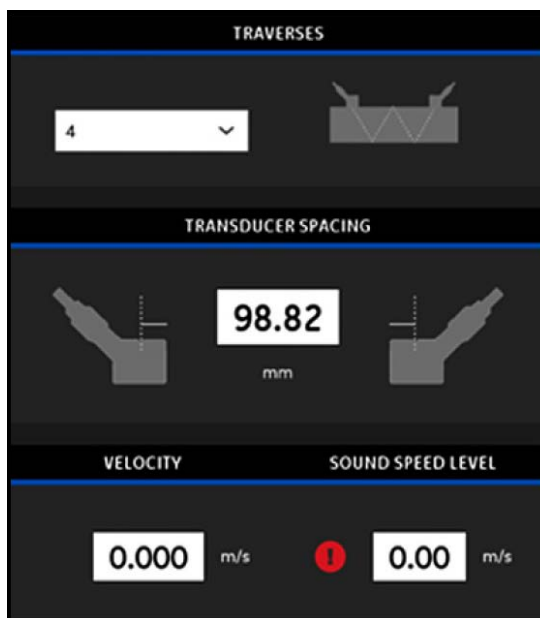 TRAVERSES
4
TRANSDUCER SPACING
98.82
mm
VELOCITY SOUND SPEED LEVEL
0.000 m/s ! 0.00 m/s